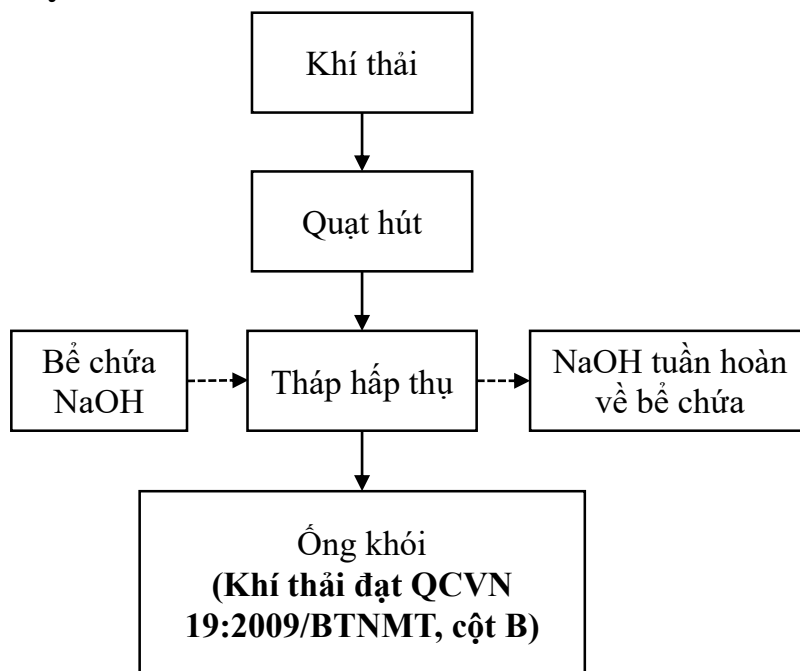 Khí thải
Quạt hút
Bể chứa
NaOH
Tháp hấp thụ
NaOH tuần hoàn
về bể chứa
Ống khói
(Khí thải đạt QCVN
19:2009/BTNMT, cột B)